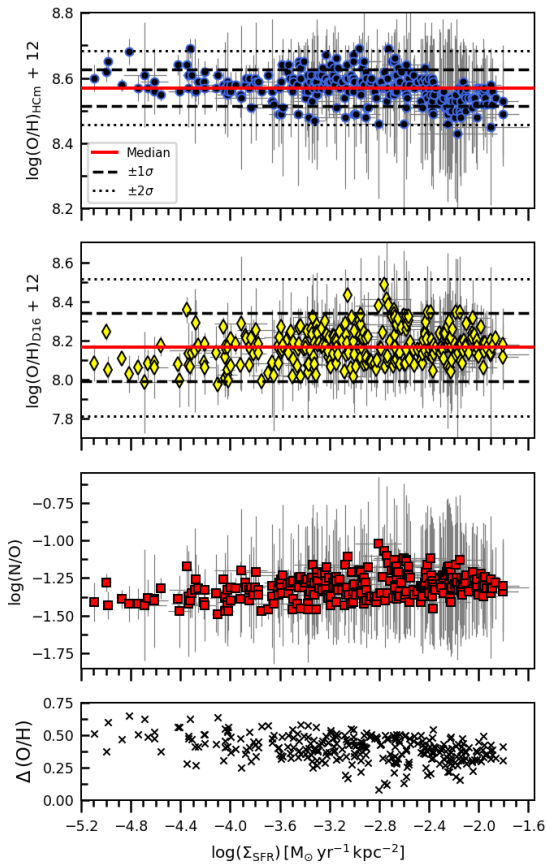 8.8
8.6
8.4
8.2
log(O/H)HCm + 12
Median
±1σ
±2σ
8.6
8.4
8.2
8.0
7.8
log(O/H)D16 + 12
−0.75
−1.00
−1.25
−1.50
−1.75
log(N/O)
0.75
0.50
0.25
0.00
Δ (O/H)
−5.2 −4.8 −4.4 −4.0 −3.6 −3.2 −2.8 −2.4 −2.0 −1.6
log(ΣSFR) [M⊙ yr⁻¹ kpc⁻²]